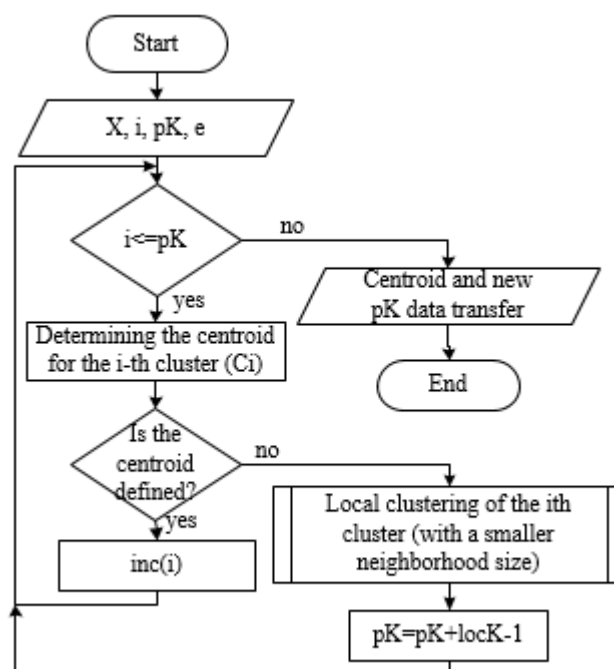 Start
X, i, pK, e
i<=pK
no
yes
Centroid and new
pK data transfer
Determining the centroid
for the i-th cluster (Ci)
End
Is the
centroid
defined?
no
yes
Local clustering of the ith
cluster (with a smaller
neighborhood size)
inc(i)
pK=pK+locK-1